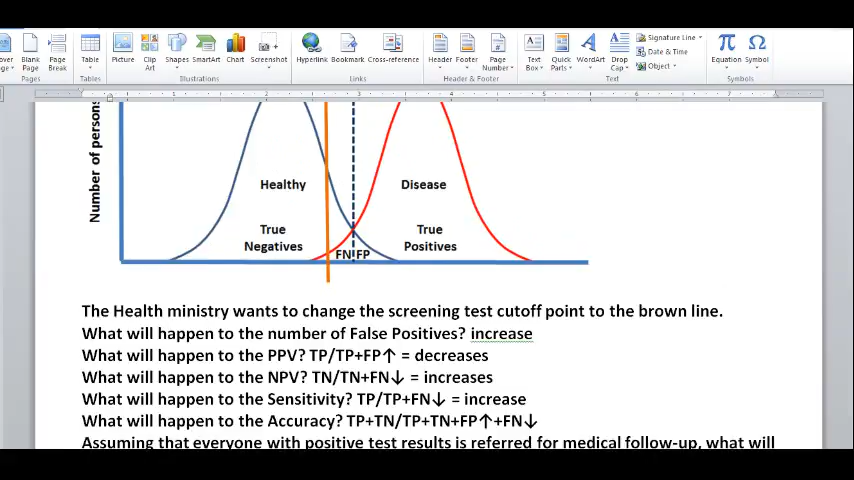 Cover Page
Blank Page
Page Break
Table
Picture
Clip Art
Shapes
SmartArt
Chart
Screenshot
Hyperlink
Bookmark
Cross-reference
Header
Footer
Page Number
Text Box
Quick Parts
WordArt
Drop Cap
Signature Line
Date & Time
Object
Equation
Symbol
Pages
Tables
Illustrations
Links
Header & Footer
Text
Symbols
1
2
3
4
5
6
7
Number of persons
Healthy
Disease
True Negatives
True Positives
FN
FP
The Health ministry wants to change the screening test cutoff point to the brown line.
What will happen to the number of False Positives? increase
What will happen to the PPV? TP/TP+FP↑ = decreases
What will happen to the NPV? TN/TN+FN↓ = increases
What will happen to the Sensitivity? TP/TP+FN↓ = increase
What will happen to the Accuracy? TP+TN/TP+TN+FP↑+FN↓
Assuming that everyone with positive test results is referred for medical follow-up, what will